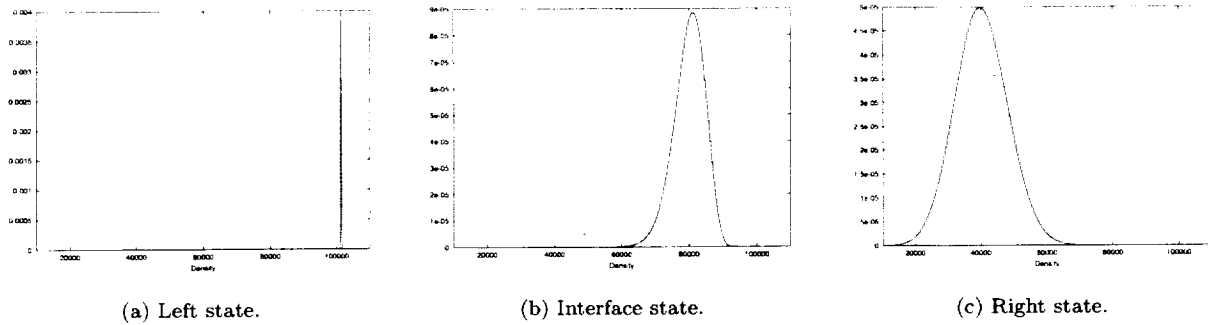 0.004
0.0035
0.003
0.0025
0.002
0.0015
0.001
0.0005
0
20000 40000 60000 80000 100000
Density
(a) Left state.
9e-05
8e-05
7e-05
6e-05
5e-05
4e-05
3e-05
2e-05
1e-05
0
20000 40000 60000 80000 100000
Density
(b) Interface state.
5e-05
4.5e-05
4e-05
3.5e-05
3e-05
2.5e-05
2e-05
1.5e-05
1e-05
5e-06
0
20000 40000 60000 80000 100000
Density
(c) Right state.